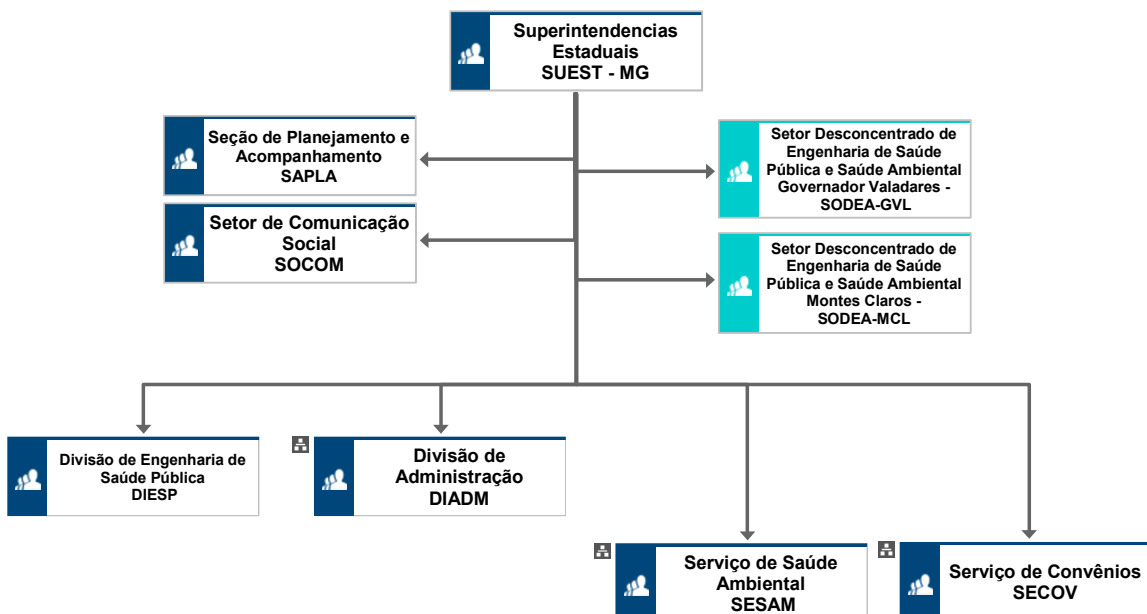 Superintendencias
Estaduais
SUEST - MG
Seção de Planejamento e
Acompanhamento
SAPLA
Setor de Comunicação
Social
SOCOM
Setor Desconcentrado de
Engenharia de Saúde
Pública e Saúde Ambiental
Governador Valadares -
SODEA-GVL
Setor Desconcentrado de
Engenharia de Saúde
Pública e Saúde Ambiental
Montes Claros -
SODEA-MCL
Divisão de Engenharia de
Saúde Pública
DIESP
Divisão de
Administração
DIADM
Serviço de Saúde
Ambiental
SESAM
Serviço de Convênios
SECOV